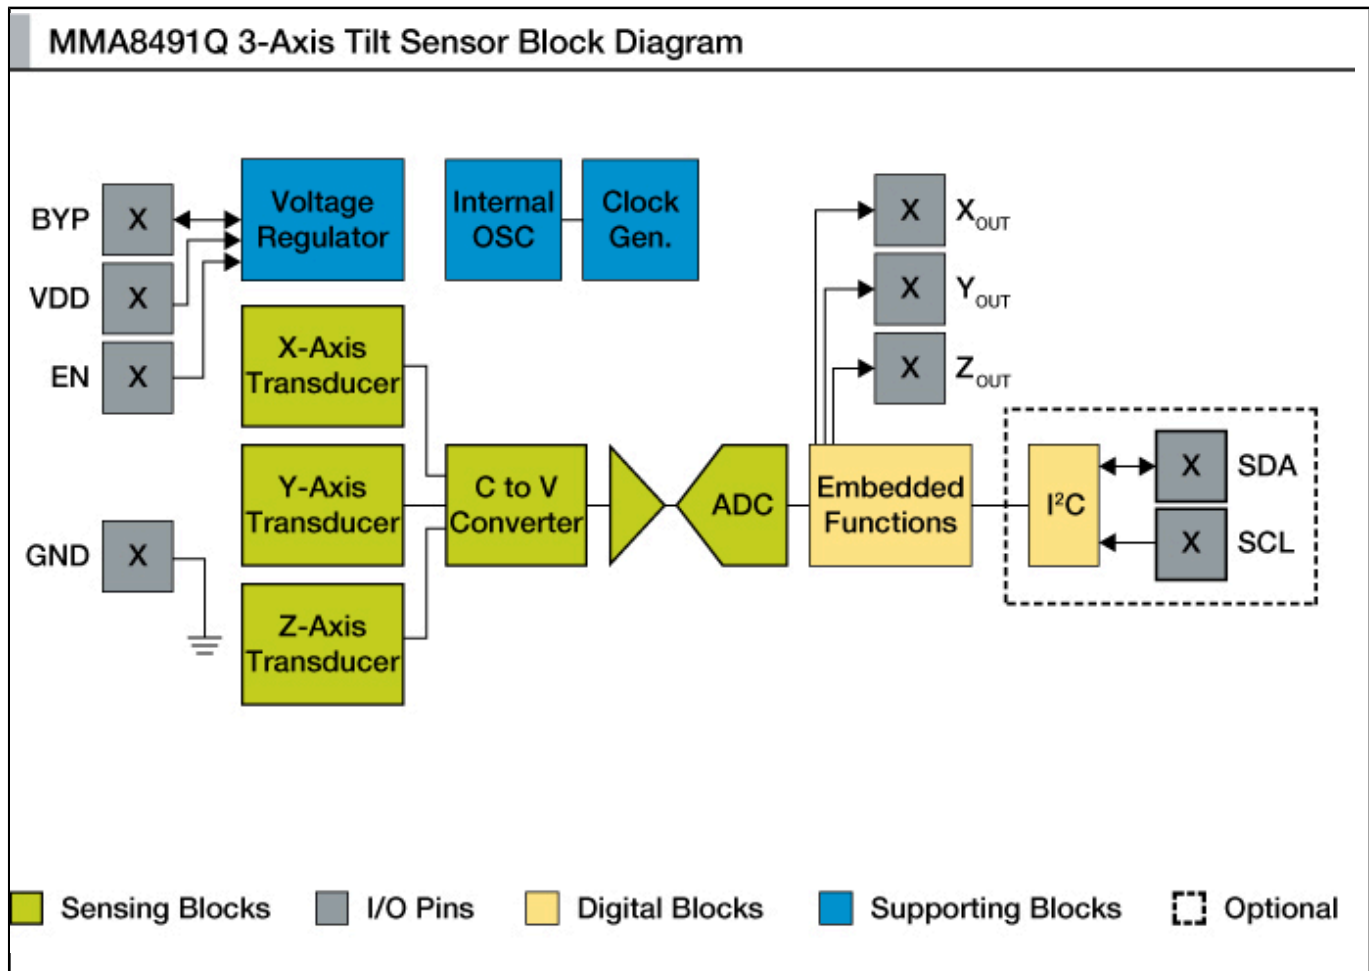 MMA8491Q 3-Axis Tilt Sensor Block Diagram
BYP
X
Voltage
Regulator
Internal
OSC
Clock
Gen.
X
XOUT
VDD
X
X
YOUT
EN
X
X-Axis
Transducer
X
ZOUT
Y-Axis
Transducer
C to V
Converter
ADC
Embedded
Functions
I²C
X
SDA
X
SCL
GND
X
Z-Axis
Transducer
Sensing Blocks
I/O Pins
Digital Blocks
Supporting Blocks
Optional